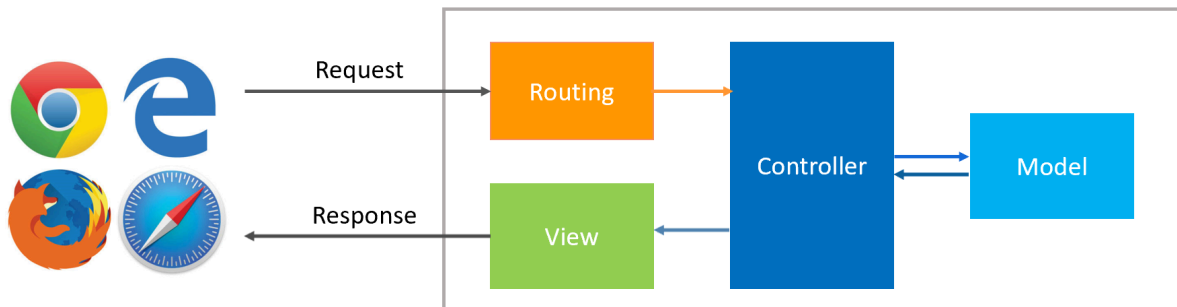 Request
Routing
Controller
Model
Response
View